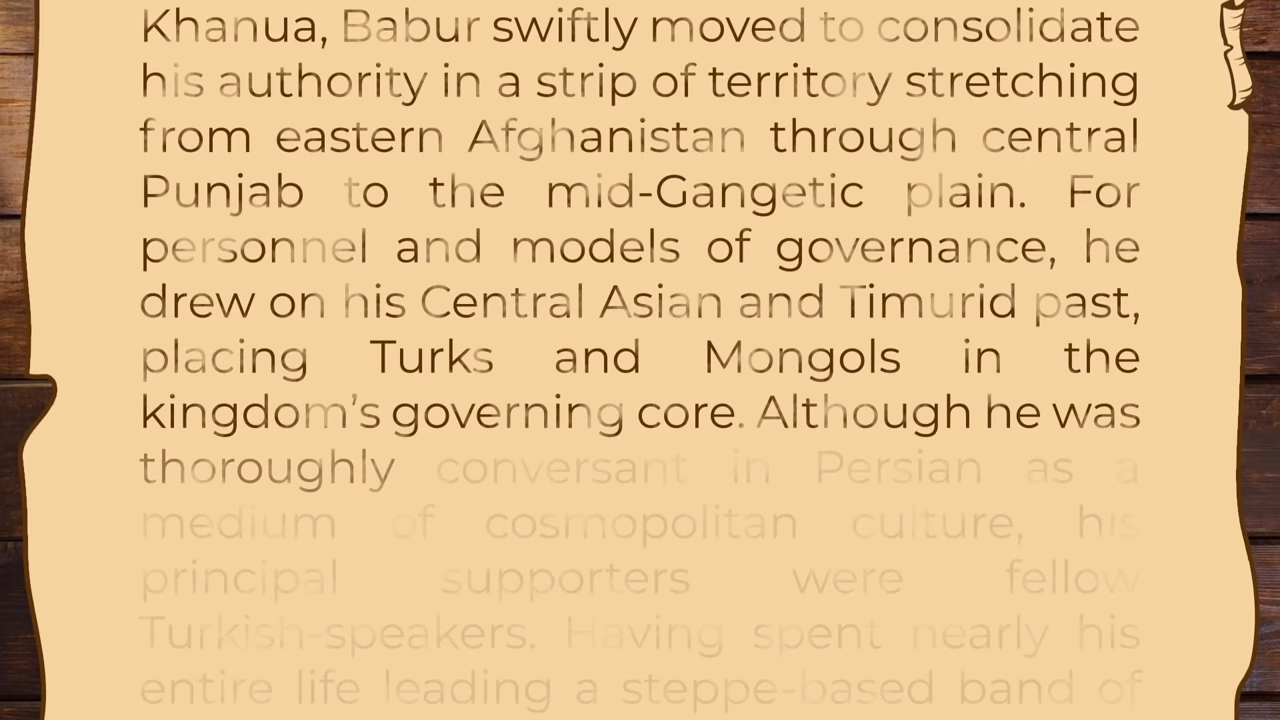 Khanua, Babur swiftly moved to consolidate
his authority in a strip of territory stretching
from eastern Afghanistan through central
Punjab to the mid-Gangetic plain. For
personnel and models of governance, he
drew on his Central Asian and Timurid past,
placing Turks and Mongols in the
kingdom’s governing core. Although he was
thoroughly conversant in Persian as a
medium of cosmopolitan culture, his
principal supporters were fellow
Turkish-speakers. Having spent nearly his
entire life leading a steppe-based band of